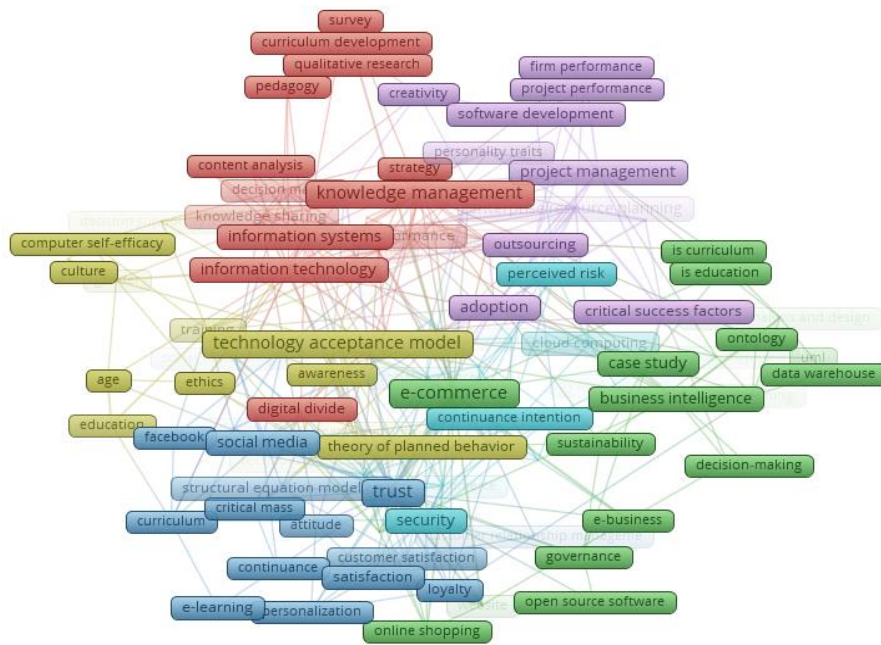 survey
curriculum development
qualitative research
firm performance
pedagogy
creativity
project performance
software development
personality traits
content analysis
strategy
project management
knowledge management
knowledge sharing
information systems
computer self-efficacy
outsourcing
is curriculum
culture
information technology
perceived risk
is education
adoption
critical success factors
training
technology acceptance model
cloud computing
ontology
uml
case study
data warehouse
age
ethics
awareness
e-commerce
business intelligence
digital divide
continuance intention
education
facebook
social media
theory of planned behavior
sustainability
decision-making
structural equation model
trust
critical mass
curriculum
attitude
security
e-business
customer satisfaction
governance
continuance
satisfaction
loyalty
e-learning
personalization
website
open source software
online shopping